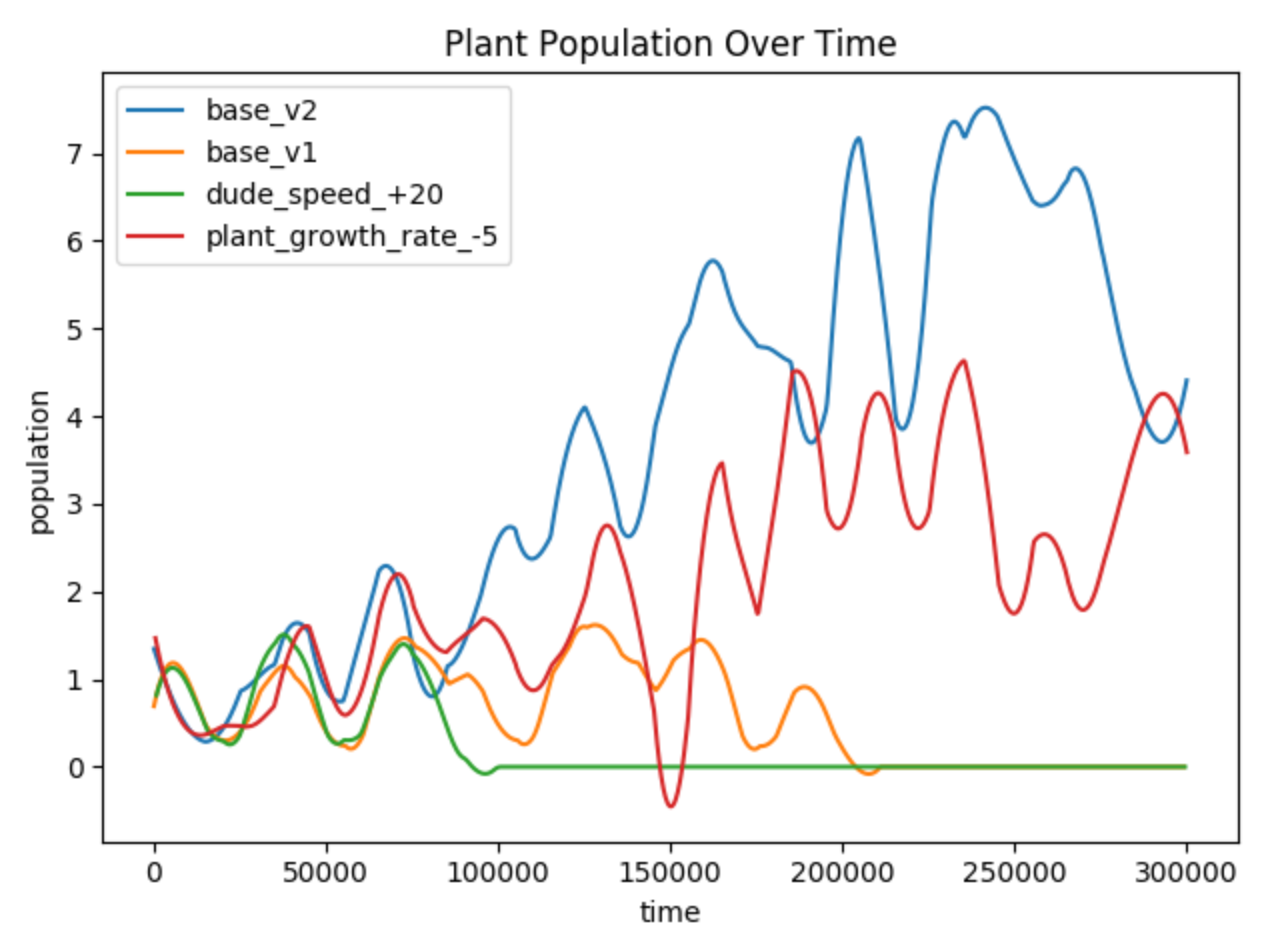 Plant Population Over Time
base_v2
base_v1
dude_speed_+20
plant_growth_rate_-5
7
6
5
4
3
2
1
0
population
0 50000 100000 150000 200000 250000 300000
time